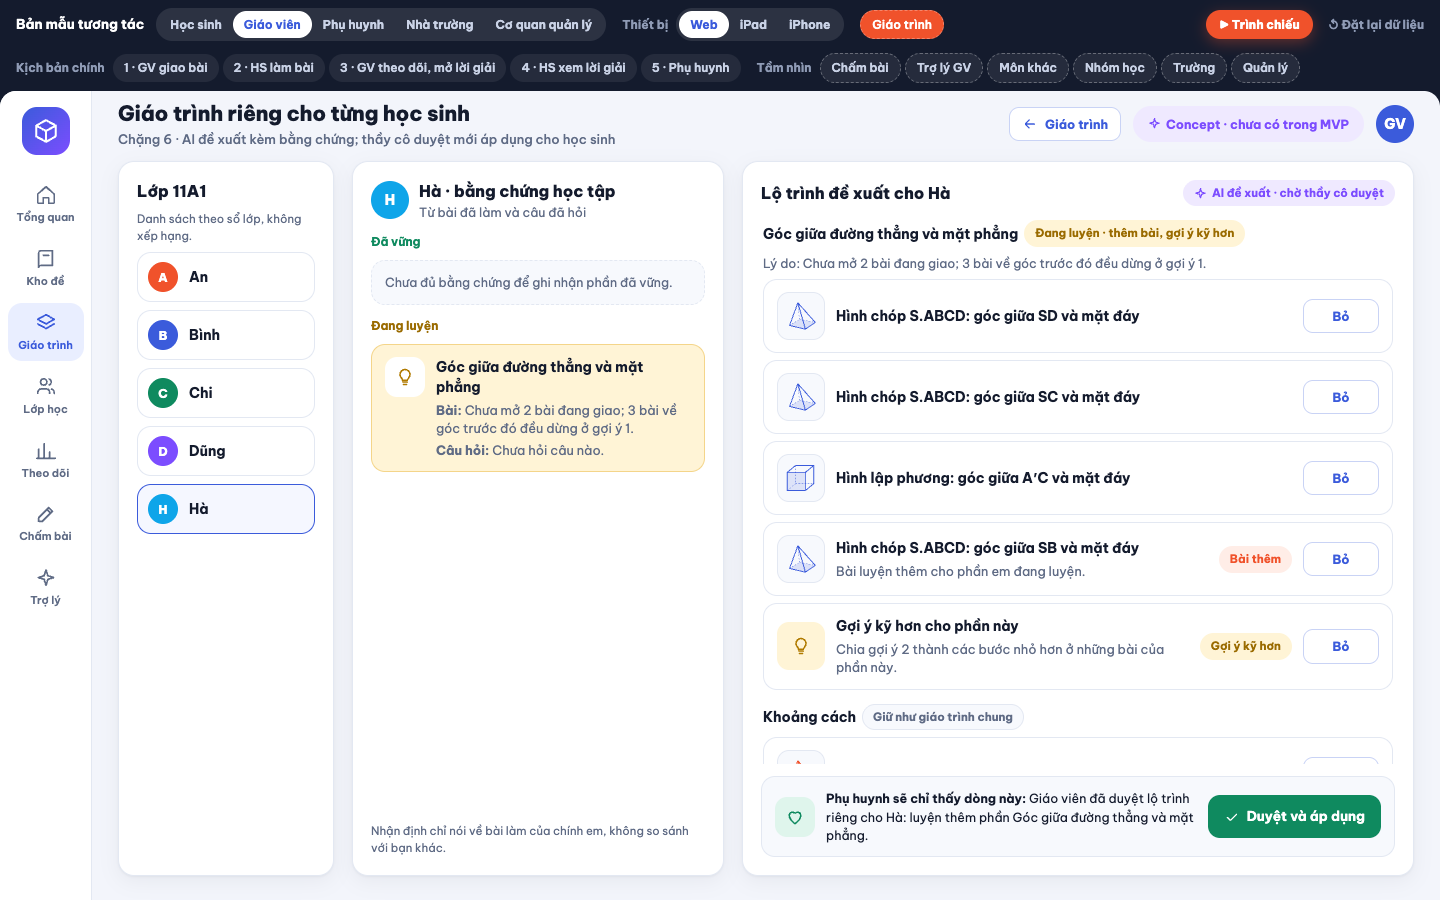 Bản mẫu tương tác
Học sinh
Giáo viên
Phụ huynh
Nhà trường
Cơ quan quản lý
Thiết bị
Web
iPad
iPhone
Giáo trình
Trình chiếu
Đặt lại dữ liệu
Kịch bản chính
1 · GV giao bài
2 · HS làm bài
3 · GV theo dõi, mở lời giải
4 · HS xem lời giải
5 · Phụ huynh
Tầm nhìn
Chấm bài
Trợ lý GV
Môn khác
Nhóm học
Trường
Quản lý
Tổng quan
Kho đề
Giáo trình
Lớp học
Theo dõi
Chấm bài
Trợ lý
Giáo trình riêng cho từng học sinh
Chặng 6 · AI đề xuất kèm bằng chứng; thầy cô duyệt mới áp dụng cho học sinh
← Giáo trình
Concept · chưa có trong MVP
GV
Lớp 11A1
Danh sách theo sổ lớp, không
xếp hạng.
A An
B Bình
C Chi
D Dũng
H Hà
H
Hà · bằng chứng học tập
Từ bài đã làm và câu đã hỏi
Đã vững
Chưa đủ bằng chứng để ghi nhận phần đã vững.
Đang luyện
Góc giữa đường thẳng và mặt
phẳng
Bài: Chưa mở 2 bài đang giao; 3 bài về
góc trước đó đều dừng ở gợi ý 1.
Câu hỏi: Chưa hỏi câu nào.
Nhận định chỉ nói về bài làm của chính em, không so sánh
với bạn khác.
Lộ trình đề xuất cho Hà
AI đề xuất · chờ thầy cô duyệt
Góc giữa đường thẳng và mặt phẳng
Đang luyện · thêm bài, gợi ý kỹ hơn
Lý do: Chưa mở 2 bài đang giao; 3 bài về góc trước đó đều dừng ở gợi ý 1.
Hình chóp S.ABCD: góc giữa SD và mặt đáy
Bỏ
Hình chóp S.ABCD: góc giữa SC và mặt đáy
Bỏ
Hình lập phương: góc giữa A′C và mặt đáy
Bỏ
Hình chóp S.ABCD: góc giữa SB và mặt đáy
Bài luyện thêm cho phần em đang luyện.
Bài thêm
Bỏ
Gợi ý kỹ hơn cho phần này
Chia gợi ý 2 thành các bước nhỏ hơn ở những bài của
phần này.
Gợi ý kỹ hơn
Bỏ
Khoảng cách
Giữ như giáo trình chung
Phụ huynh sẽ chỉ thấy dòng này: Giáo viên đã duyệt lộ trình
riêng cho Hà: luyện thêm phần Góc giữa đường thẳng và mặt
phẳng.
Duyệt và áp dụng